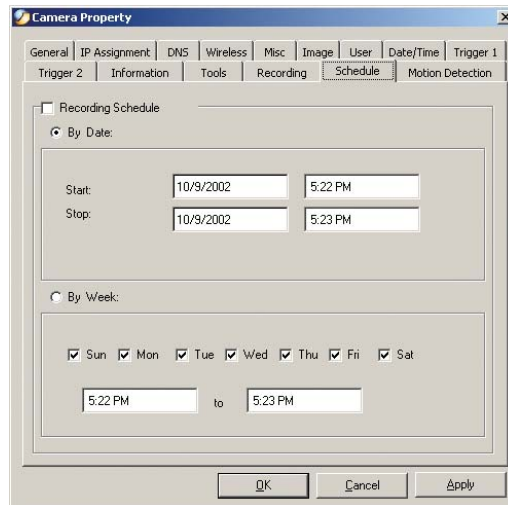 Camera Property
General IP Assignment DNS Wireless Misc Image User Date/Time Trigger 1
Trigger 2 Information Tools Recording Schedule Motion Detection
Recording Schedule
By Date:
Start: 10/9/2002 5:22 PM
Stop: 10/9/2002 5:23 PM
By Week:
Sun Mon Tue Wed Thu Fri Sat
5:22 PM to 5:23 PM
OK Cancel Apply